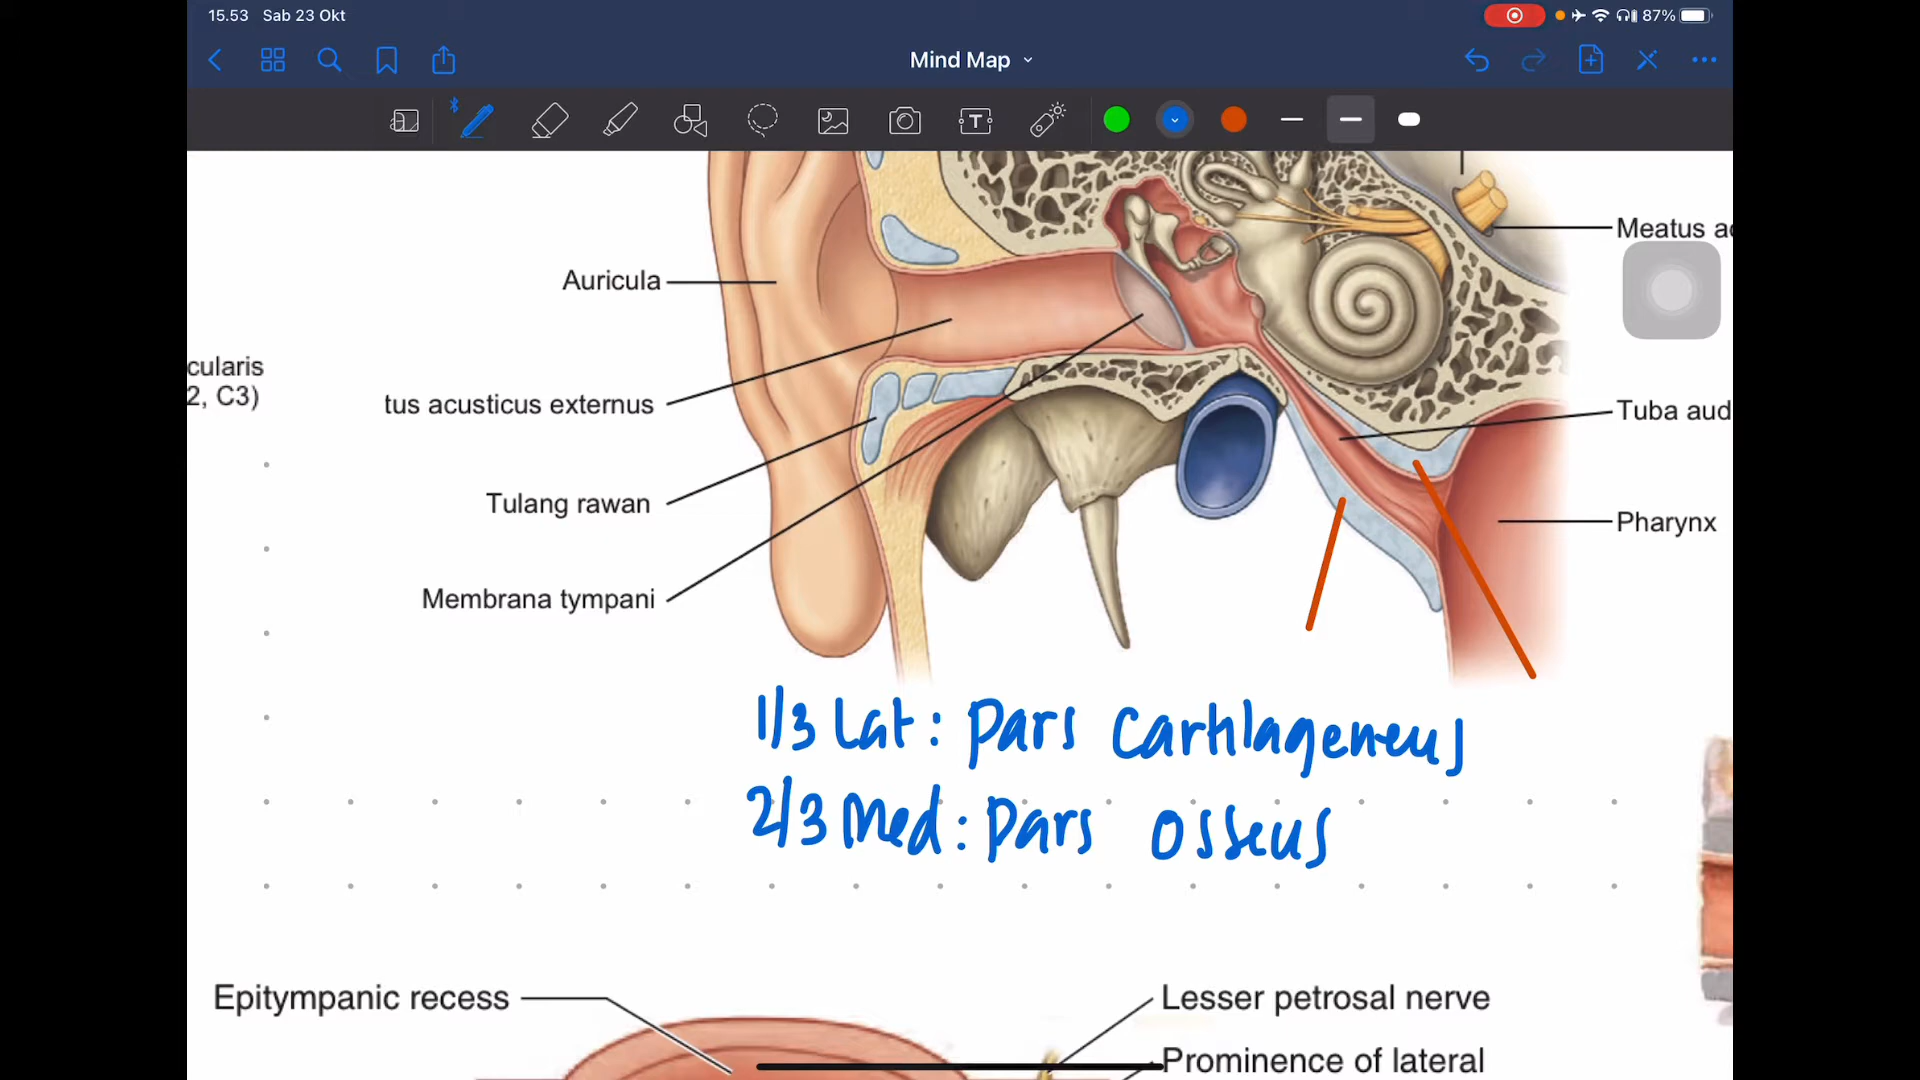 15.53 Sab 23 Okt
87%
Mind Map
T
Meatus
Auricula
cularis
2, C3)
tus acusticus externus
Tuba aud
Tulang rawan
Pharynx
Membrana tympani
1/3 Lat : Pars Carhlageneus
2/3 Med : Pars Osseus
Epitympanic recess
Lesser petrosal nerve
Prominence of lateral